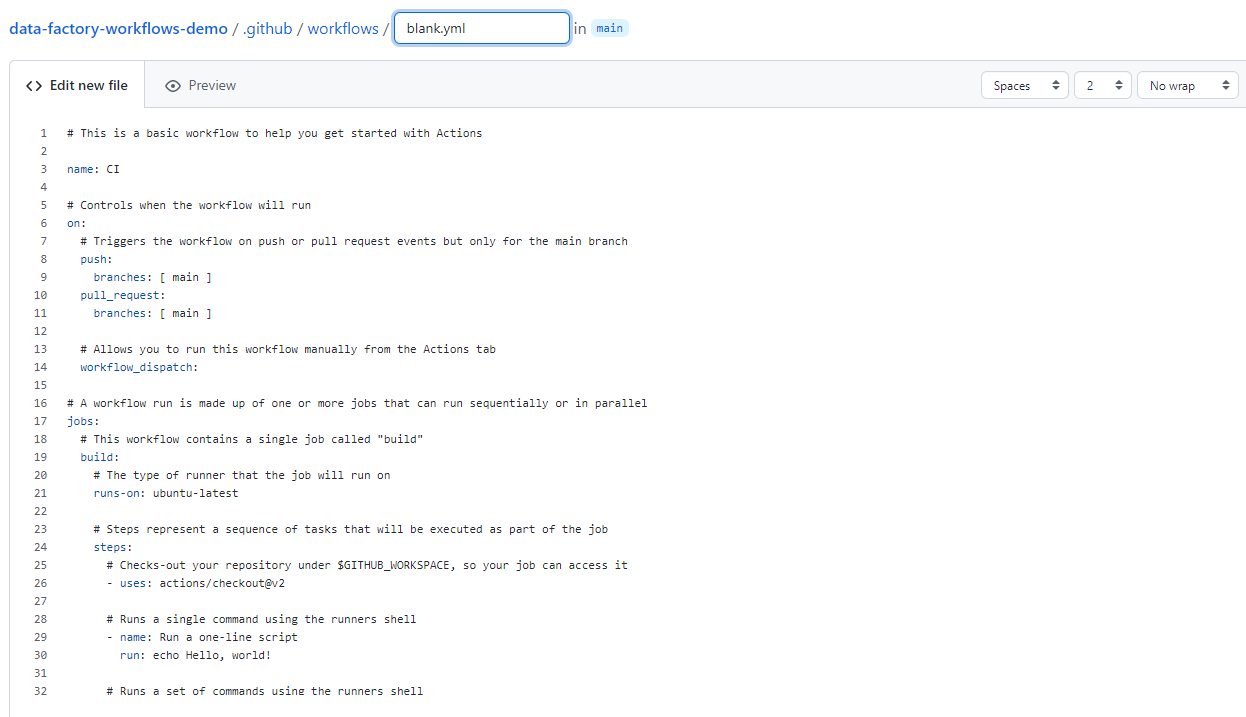 data-factory-workflows-demo / .github / workflows / blank.yml in main
Edit new file Preview Spaces 2 No wrap
1 # This is a basic workflow to help you get started with Actions
2
3 name: CI
4
5 # Controls when the workflow will run
6 on:
7 # Triggers the workflow on push or pull request events but only for the main branch
8 push:
9 branches: [ main ]
10 pull_request:
11 branches: [ main ]
12
13 # Allows you to run this workflow manually from the Actions tab
14 workflow_dispatch:
15
16 # A workflow run is made up of one or more jobs that can run sequentially or in parallel
17 jobs:
18 # This workflow contains a single job called "build"
19 build:
20 # The type of runner that the job will run on
21 runs-on: ubuntu-latest
22
23 # Steps represent a sequence of tasks that will be executed as part of the job
24 steps:
25 # Checks-out your repository under $GITHUB_WORKSPACE, so your job can access it
26 - uses: actions/checkout@v2
27
28 # Runs a single command using the runners shell
29 - name: Run a one-line script
30 run: echo Hello, world!
31
32 # Runs a set of commands using the runners shell